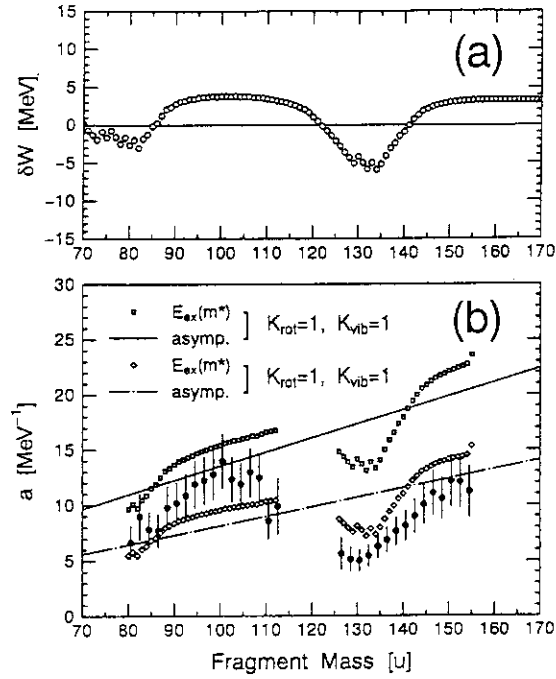 (a)
δW [MeV]
15
10
5
0
-5
-10
-15
70 80 90 100 110 120 130 140 150 160 170
(b)
E_ex(m*)
asymp. ] K_rot=1, K_vib=1
E_ex(m*)
asymp. ] K_rot=1, K_vib=1
a [MeV⁻¹]
30
25
20
15
10
5
0
70 80 90 100 110 120 130 140 150 160 170
Fragment Mass [u]